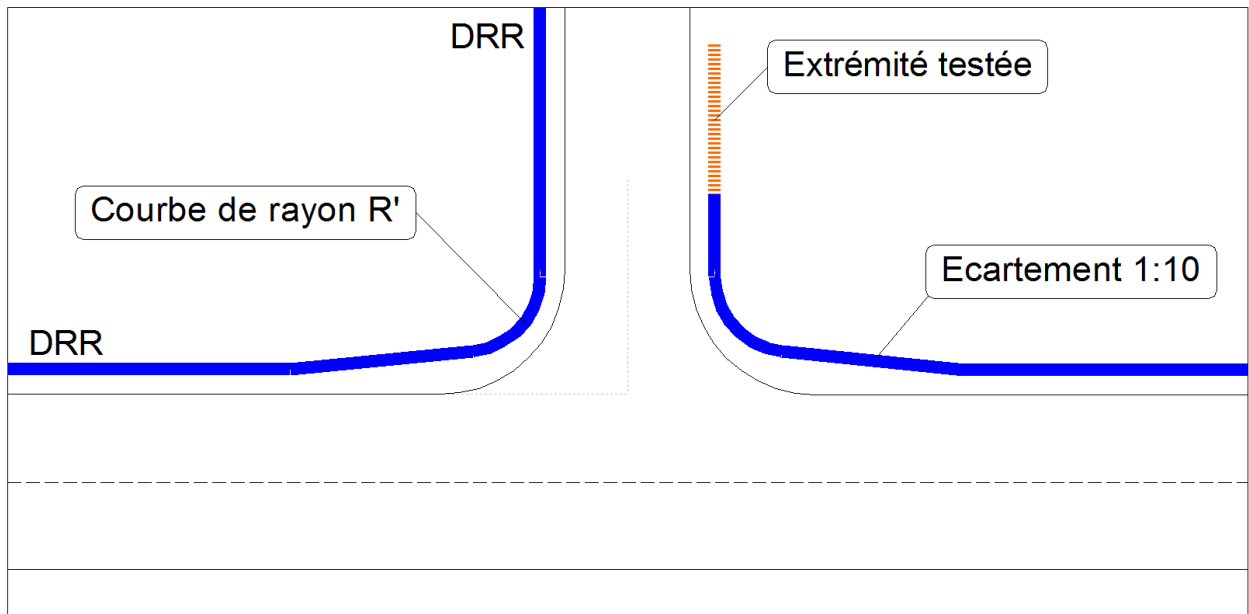 DRR
Extrémité testée
Courbe de rayon R'
Ecartement 1:10
DRR